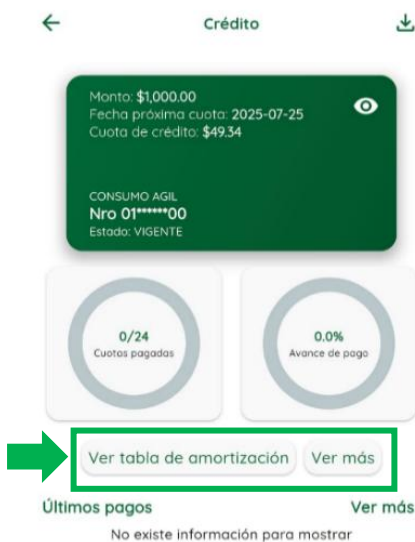 Crédito
Monto: $1,000.00
Fecha próxima cuota: 2025-07-25
Cuota de crédito: $49.34
CONSUMO AGIL
Nro 01******00
Estado: VIGENTE
0/24
Cuotas pagadas
0.0%
Avance de pago
Ver tabla de amortización Ver más
Últimos pagos Ver más
No existe información para mostrar